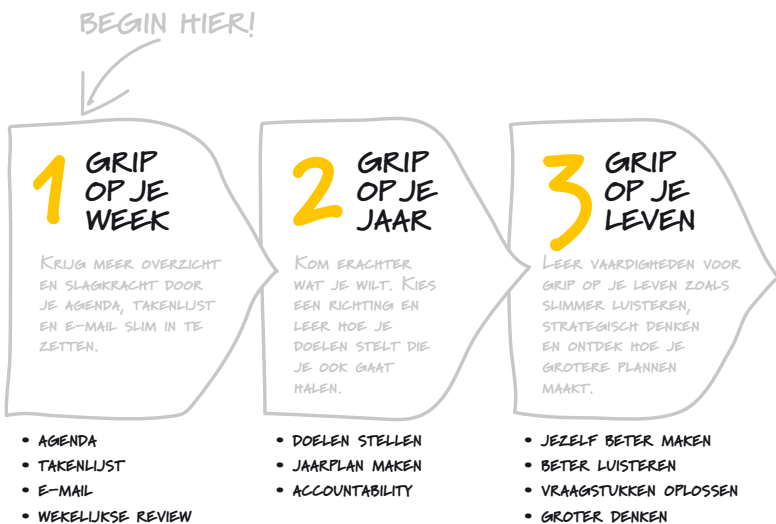 BEGIN HIER!
1 GRIP
OP JE
WEEK
KRIJG MEER OVERZICHT
EN SLAGKRACHT DOOR
JE AGENDA, TAKENLIJST
EN E-MAIL SLIM IN TE
ZETTEN.
• AGENDA
• TAKENLIJST
• E-MAIL
• WEKELIJKSE REVIEW
2 GRIP
OP JE
JAAR
KOM ERACHTER
WAT JE WILT. KIES
EEN RICHTING EN
LEER HOE JE
DOELEN STELT DIE
JE OOK GAAT
HALEN.
• DOELEN STELLEN
• JAARPLAN MAKEN
• ACCOUNTABILITY
3 GRIP
OP JE
LEVEN
LEER VAARDIGHEDEN VOOR
GRIP OP JE LEVEN ZOALS
SLIMMER LUISTEREN,
STRATEGISCH DENKEN
EN ONTDEK HOE JE
GROTERE PLANNEN
MAAKT.
• JEZELF BETER MAKEN
• BETER LUISTEREN
• VRAAGSTUKKEN OPLOSSEN
• GROTER DENKEN